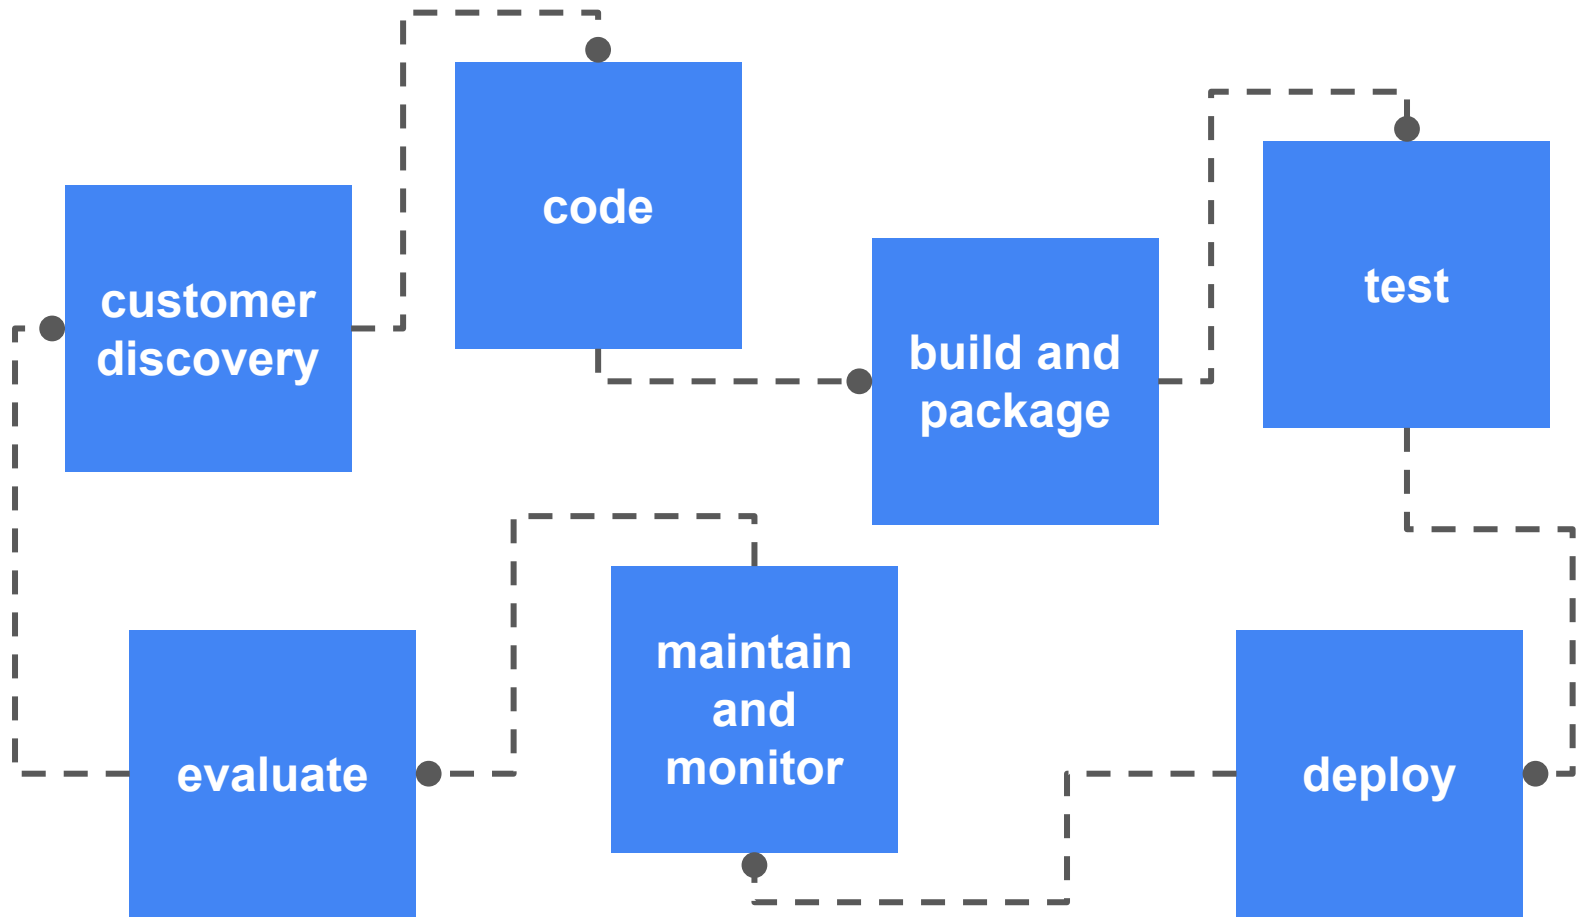 customer
discovery
code
build and
package
test
deploy
maintain
and
monitor
evaluate